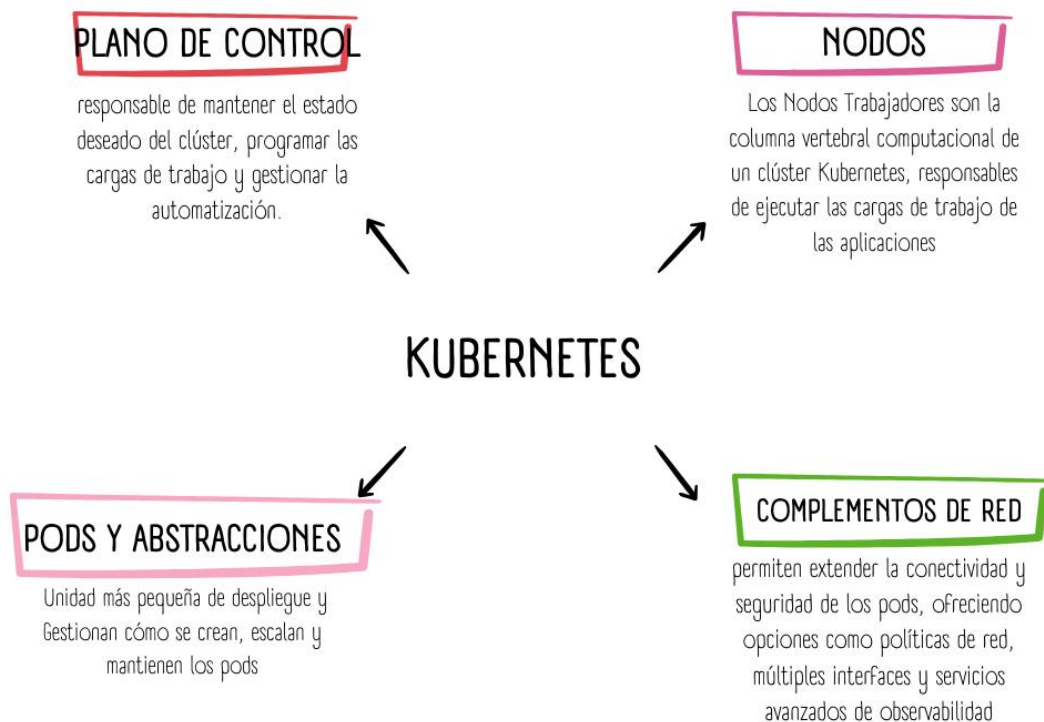 PLANO DE CONTROL
responsable de mantener el estado
deseado del clúster, programar las
cargas de trabajo y gestionar la
automatización.
NODOS
Los Nodos Trabajadores son la
columna vertebral computacional de
un clúster Kubernetes, responsables
de ejecutar las cargas de trabajo de
las aplicaciones
KUBERNETES
PODS Y ABSTRACCIONES
Unidad más pequeña de despliegue y
Gestionan cómo se crean, escalan y
mantienen los pods
COMPLEMENTOS DE RED
permiten extender la conectividad y
seguridad de los pods, ofreciendo
opciones como políticas de red,
múltiples interfaces y servicios
avanzados de observabilidad